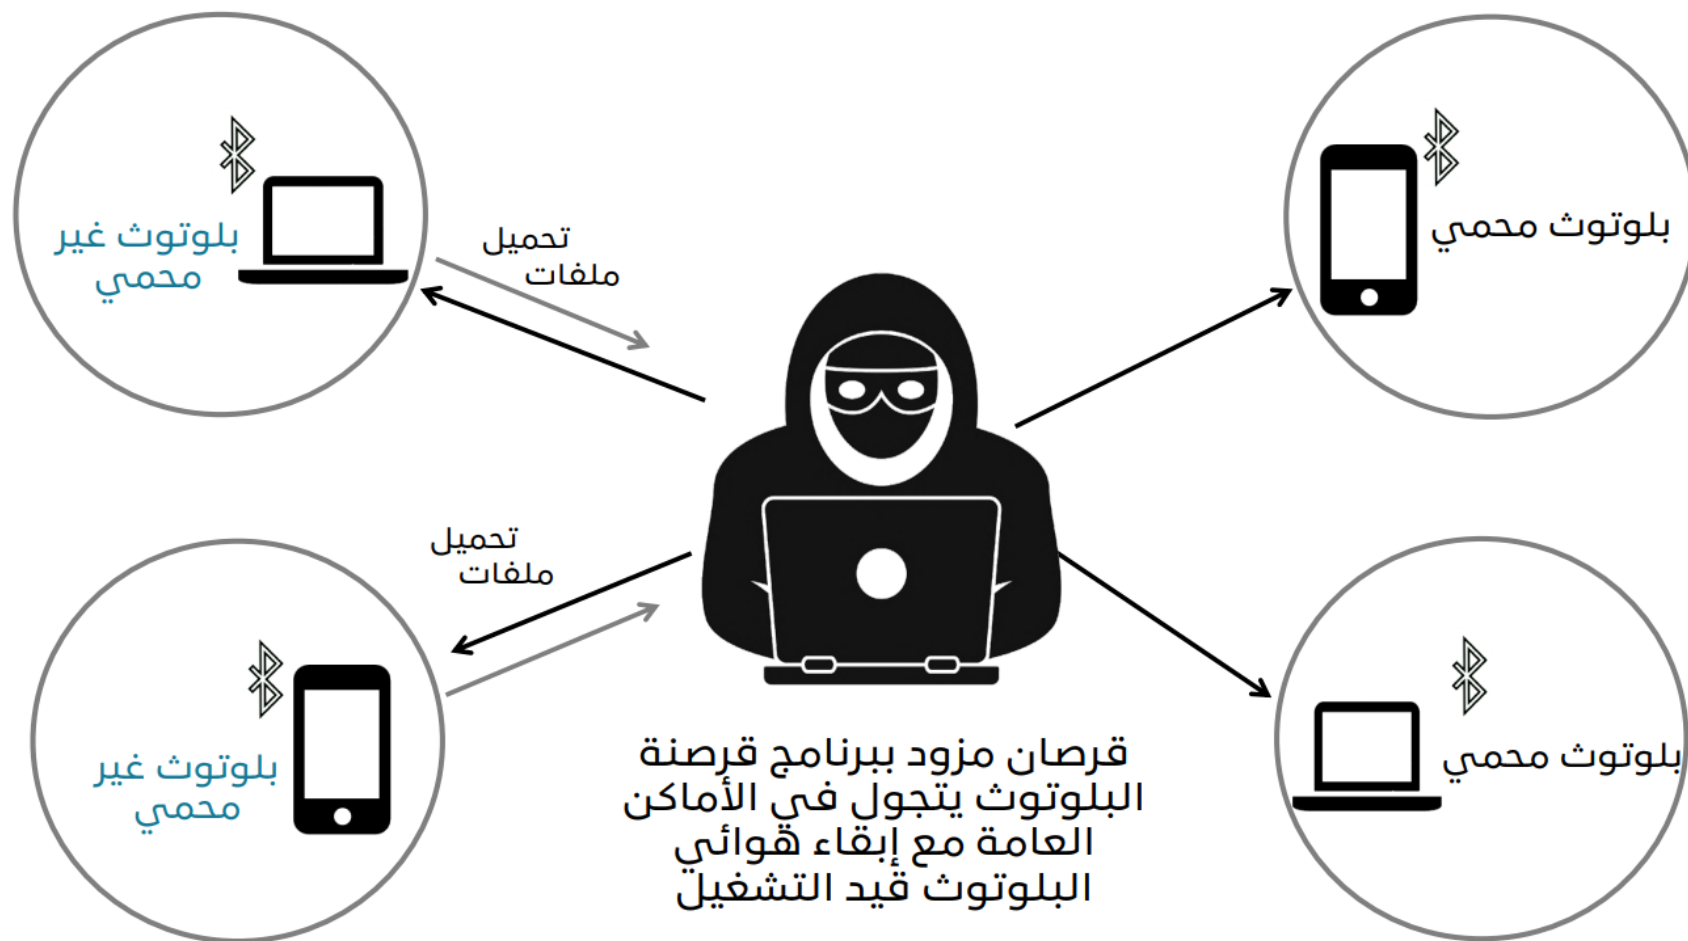 بلوتوث محمي
بلوتوث غير
محمي
تحميل
ملفات
تحميل
ملفات
بلوتوث محمي
بلوتوث غير
محمي
قرصان مزود ببرنامج قرصنة
البلوتوث يتجول في الأماكن
العامة مع إبقاء هوائي
البلوتوث قيد التشغيل